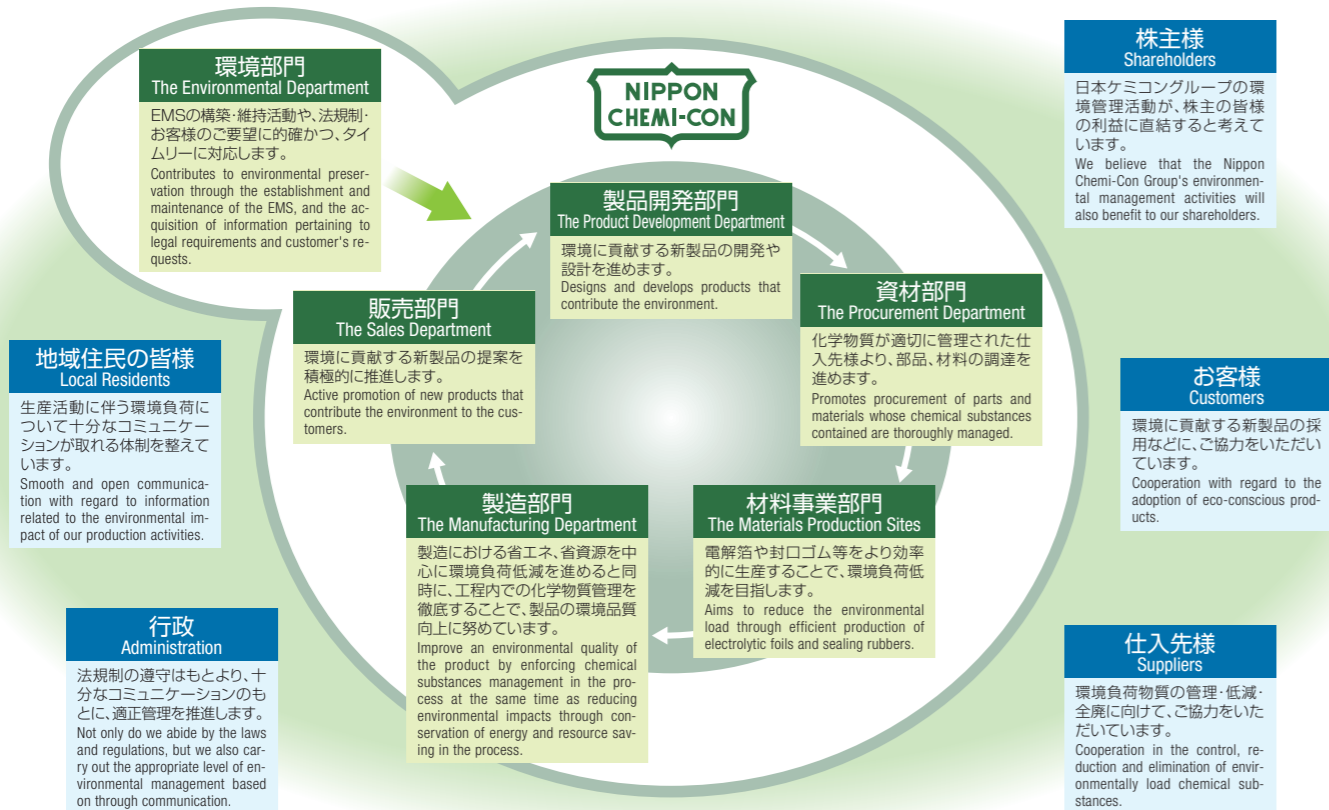 環境部門
The Environmental Department
EMSの構築・維持活動や、法規制・
お客様のご要望に的確かつ、タイ
ムリーに対応します。
Contributes to environmental preser-
vation through the establishment and
maintenance of the EMS, and the ac-
quisition of information pertaining to
legal requirements and customer's re-
quests.
NIPPON
CHEMI-CON
株主様
Shareholders
日本ケミコングループの環
境管理活動が、株主の皆様
の利益に直結すると考えて
います。
We believe that the Nippon
Chemi-Con Group's environmen-
tal management activities will
also benefit to our shareholders.
製品開発部門
The Product Development Department
環境に貢献する新製品の開発や
設計を進めます。
Designs and develops products that
contribute the environment.
販売部門
The Sales Department
環境に貢献する新製品の提案を
積極的に推進します。
Active promotion of new products that
contribute the environment to the cus-
tomers.
資材部門
The Procurement Department
化学物質が適切に管理された仕
入先様より、部品、材料の調達を
進めます。
Promotes procurement of parts and
materials whose chemical substances
contained are thoroughly managed.
地域住民の皆様
Local Residents
生産活動に伴う環境負荷に
ついて十分なコミュニケー
ションが取れる体制を整えて
います。
Smooth and open communica-
tion with regard to information
related to the environmental im-
pact of our production activities.
お客様
Customers
環境に貢献する新製品の採
用などに、ご協力をいただい
ています。
Cooperation with regard to the
adoption of eco-conscious prod-
ucts.
製造部門
The Manufacturing Department
製造における省エネ、省資源を中
心に環境負荷低減を進めると同
時に、工程内での化学物質管理を
徹底することで、製品の環境品質
向上に努めています。
Improve an environmental quality of
the product by enforcing chemical
substances management in the pro-
cess at the same time as reducing
environmental impacts through con-
servation of energy and resource sav-
ing in the process.
材料事業部門
The Materials Production Sites
電解箔や封口ゴム等をより効率
的に生産することで、環境負荷低
減を目指します。
Aims to reduce the environmental
load through efficient production of
electrolytic foils and sealing rubbers.
行政
Administration
法規制の遵守はもとより、十
分なコミュニケーションのも
とに、適正管理を推進します。
Not only do we abide by the laws
and regulations, but we also car-
ry out the appropriate level of en-
vironmental management based
on through communication.
仕入先様
Suppliers
環境負荷物質の管理・低減・
全廃に向けて、ご協力をいた
だいています。
Cooperation in the control, re-
duction and elimination of envir-
onmentally load chemical sub-
stances.